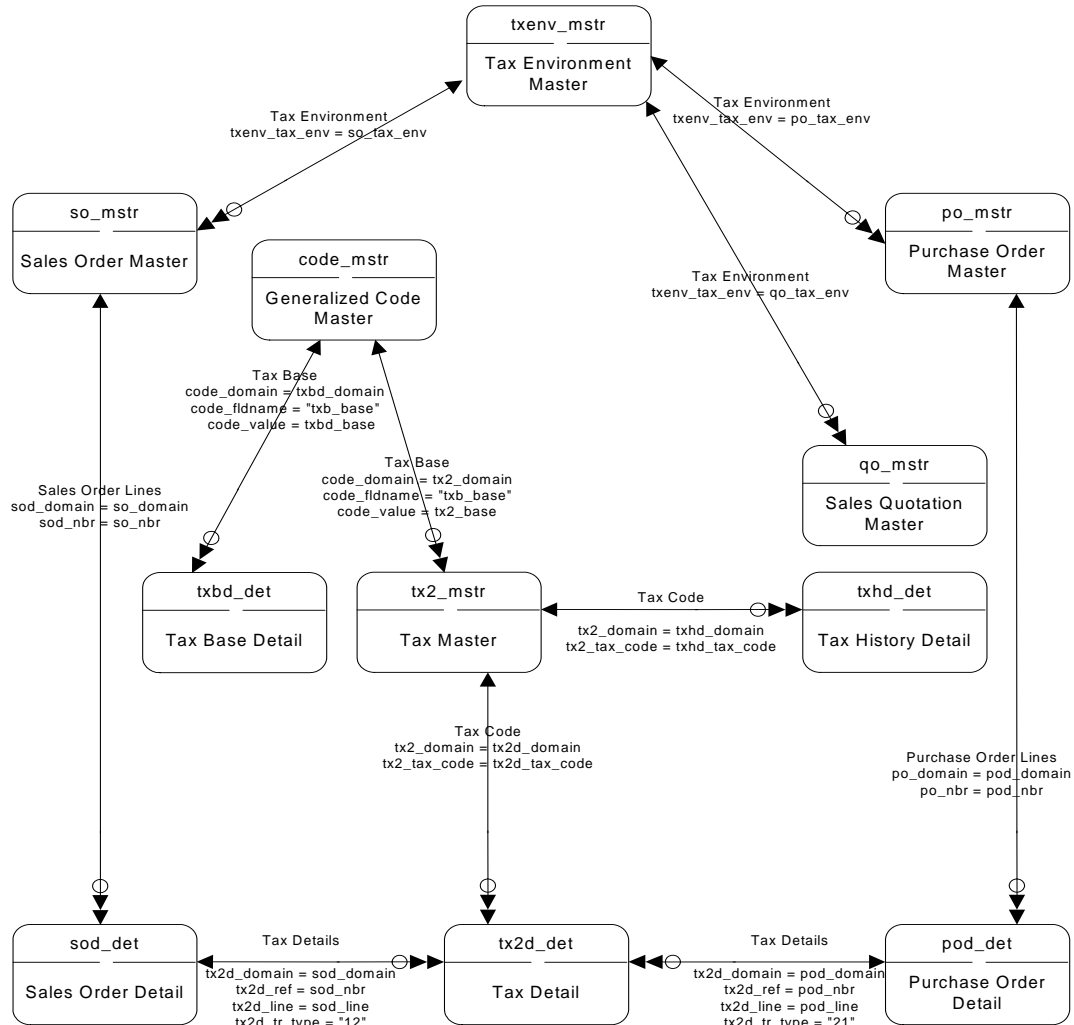 txenv_mstr
Tax Environment
Master
Tax Environment
txenv_tax_env = so_tax_env
Tax Environment
txenv_tax_env = po_tax_env
so_mstr
Sales Order Master
po_mstr
Purchase Order
Master
code_mstr
Generalized Code
Master
Tax Environment
txenv_tax_env = qo_tax_env
Tax Base
code_domain = txbd_domain
code_fldname = "txb_base"
code_value = txbd_base
Tax Base
code_domain = tx2_domain
code_fldname = "txb_base"
code_value = tx2_base
qo_mstr
Sales Quotation
Master
Sales Order Lines
sod_domain = so_domain
sod_nbr = so_nbr
txbd_det
Tax Base Detail
tx2_mstr
Tax Master
Tax Code
tx2_domain = txhd_domain
tx2_tax_code = txhd_tax_code
txhd_det
Tax History Detail
Tax Code
tx2_domain = tx2d_domain
tx2_tax_code = tx2d_tax_code
Purchase Order Lines
po_domain = pod_domain
po_nbr = pod_nbr
sod_det
Sales Order Detail
Tax Details
tx2d_domain = sod_domain
tx2d_ref = sod_nbr
tx2d_line = sod_line
tx2d_tr_type = "12"
tx2d_det
Tax Detail
Tax Details
tx2d_domain = pod_domain
tx2d_ref = pod_nbr
tx2d_line = pod_line
tx2d_tr_type = "21"
pod_det
Purchase Order
Detail